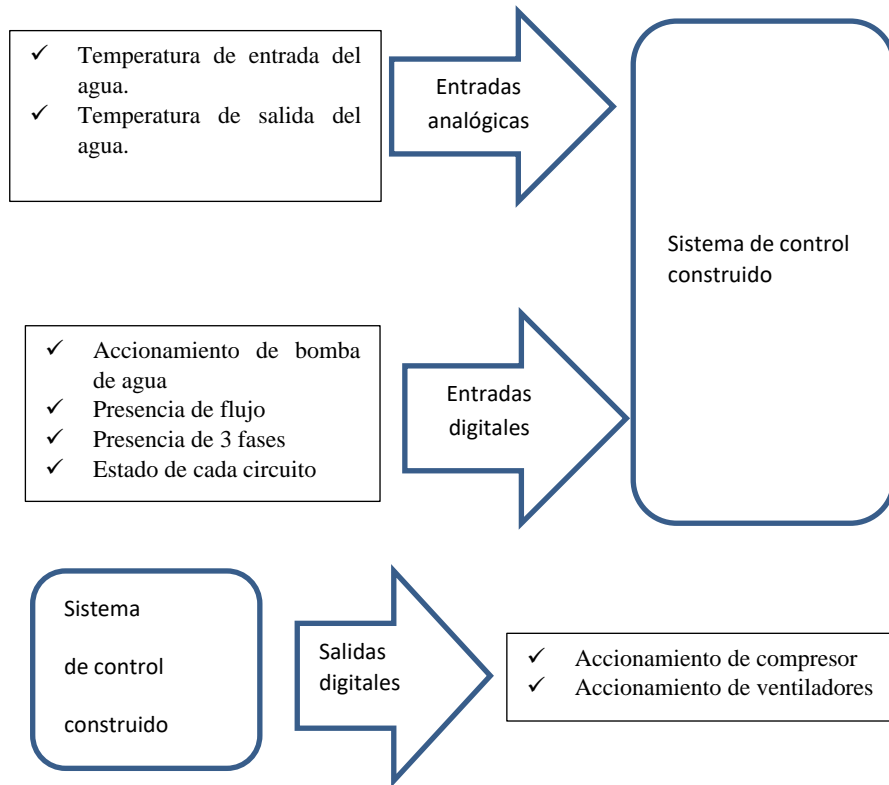 ✓ Temperatura de entrada del
agua.
✓ Temperatura de salida del
agua.
Entradas
analógicas
Sistema de control
construido
✓ Accionamiento de bomba
de agua
✓ Presencia de flujo
✓ Presencia de 3 fases
✓ Estado de cada circuito
Entradas
digitales
Sistema
de control
construido
Salidas
digitales
✓ Accionamiento de compresor
✓ Accionamiento de ventiladores